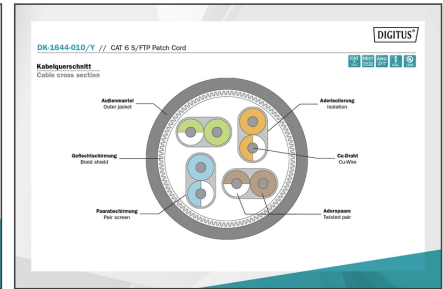 DIGITUS®
DK-1644-010/Y // CAT 6 S/FTP Patch Cord
Kabelquerschnitt
Cable cross section
Außenmantel
Outer jacket
Aderisolierung
Isolation
Geflechtschirmung
Braid shield
Cu-Draht
Cu-Wire
Paarabschirmung
Pair screen
Adernpaare
Twisted pair